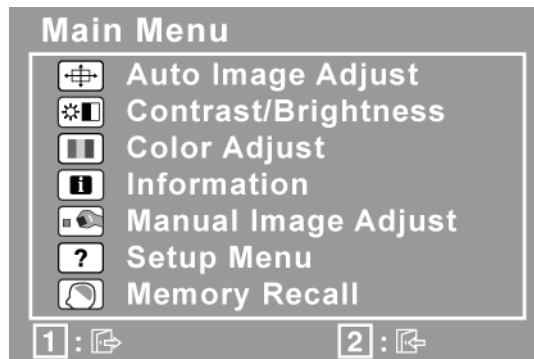 Main Menu
Auto Image Adjust
Contrast/Brightness
Color Adjust
Information
Manual Image Adjust
? Setup Menu
Memory Recall
1 : 2 :